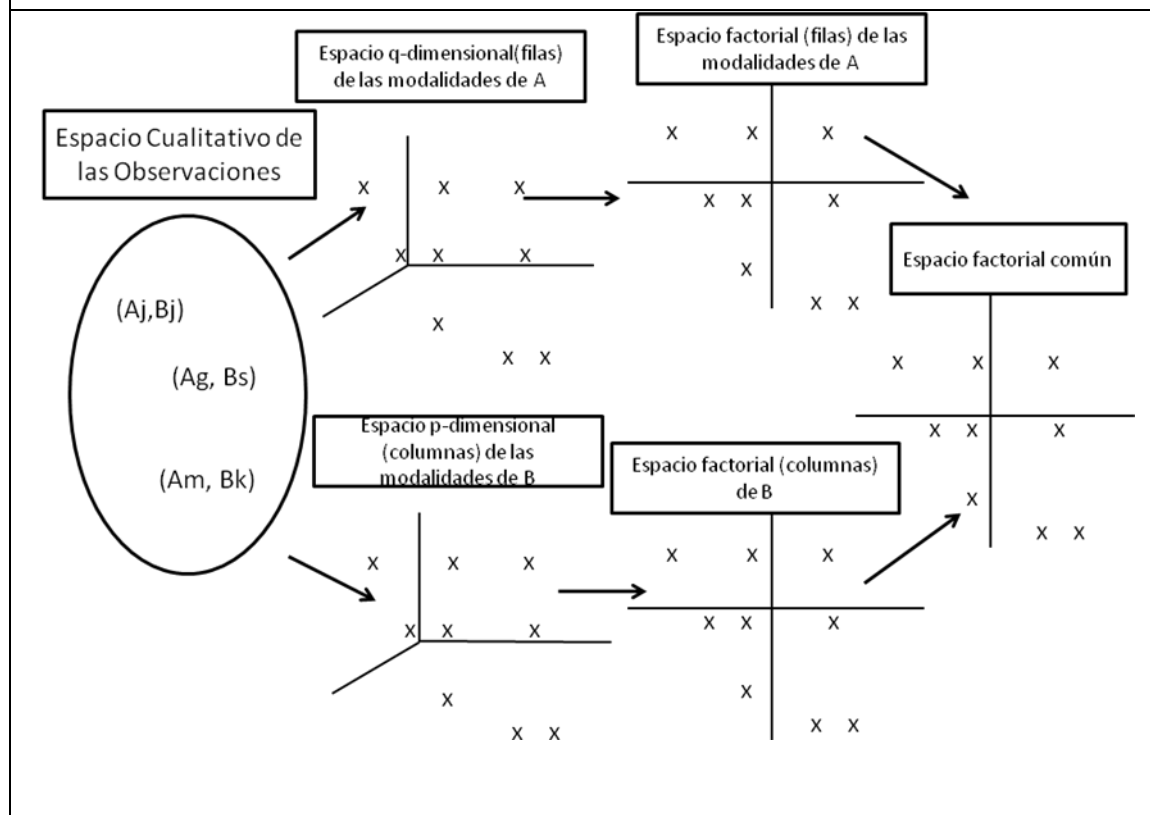 Espacio q-dimensional(filas)
de las modalidades de A
Espacio factorial (filas) de las
modalidades de A
Espacio Cualitativo de
las Observaciones
X X X
X X X
X
X X
X X X
X X X
X
X X
Espacio factorial común
(Aj,Bj)
(Ag, Bs)
(Am, Bk)
X X X
X X X
X
X X
Espacio p-dimensional
(columnas) de las
modalidades de B
Espacio factorial (columnas)
de B
X X X
X X X
X
X X
X X X
X X X
X
X X